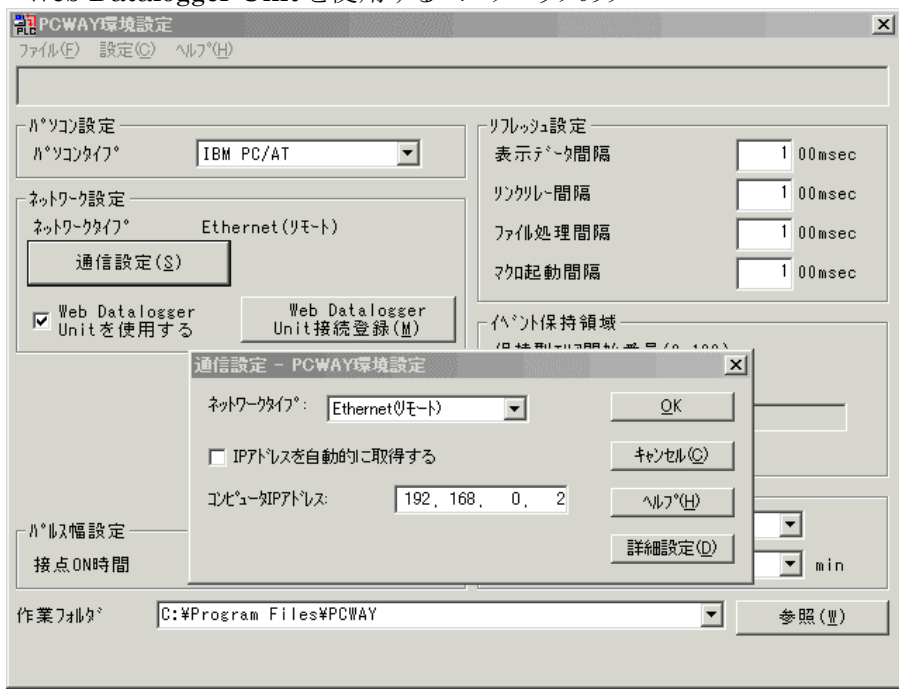 PCWAY環境設定
ファイル(F) 設定(C) ヘルプ(H)
パソコン設定
パソコンタイプ IBM PC/AT
ネットワーク設定
ネットワークタイプ Ethernet(リモート)
通信設定(S)
Web Datalogger
Unitを使用する
Web Datalogger
Unit接続登録(M)
リフレッシュ設定
表示データ間隔 1 00msec
リンクリレー間隔 1 00msec
ファイル処理間隔 1 00msec
マクロ起動間隔 1 00msec
イベント保持領域
通信設定 - PCWAY環境設定
ネットワークタイプ: Ethernet(リモート)
IPアドレスを自動的に取得する
コンピュータIPアドレス: 192. 168. 0. 2
OK
キャンセル(C)
ヘルプ(H)
詳細設定(D)
パルス幅設定
接点ON時間
min
作業フォルダ C:¥Program Files¥PCWAY 参照(W)